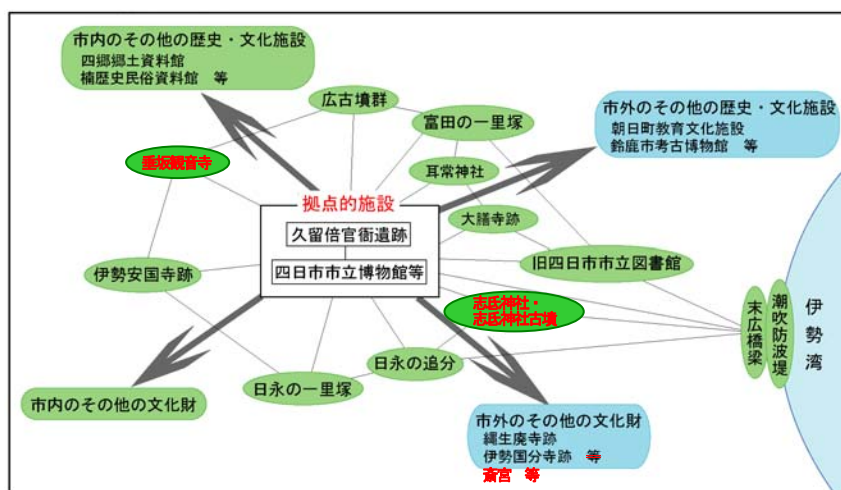 市内のその他の歴史・文化施設
四郷郷土資料館
楠歴史民俗資料館　等
広古墳群
富田の一里塚
市外のその他の歴史・文化施設
朝日町教育文化施設
鈴鹿市考古博物館　等
垂坂観音寺
耳常神社
拠点的施設
大膳寺跡
久留倍官衙遺跡
四日市市立博物館等
伊勢安国寺跡
旧四日市市立図書館
志氐神社・
志氐神社古墳
末広橋梁
潮吹防波堤
伊勢湾
日永の追分
日永の一里塚
市内のその他の文化財
市外のその他の文化財
縄生廃寺跡
伊勢国分寺跡　等
斎宮　等